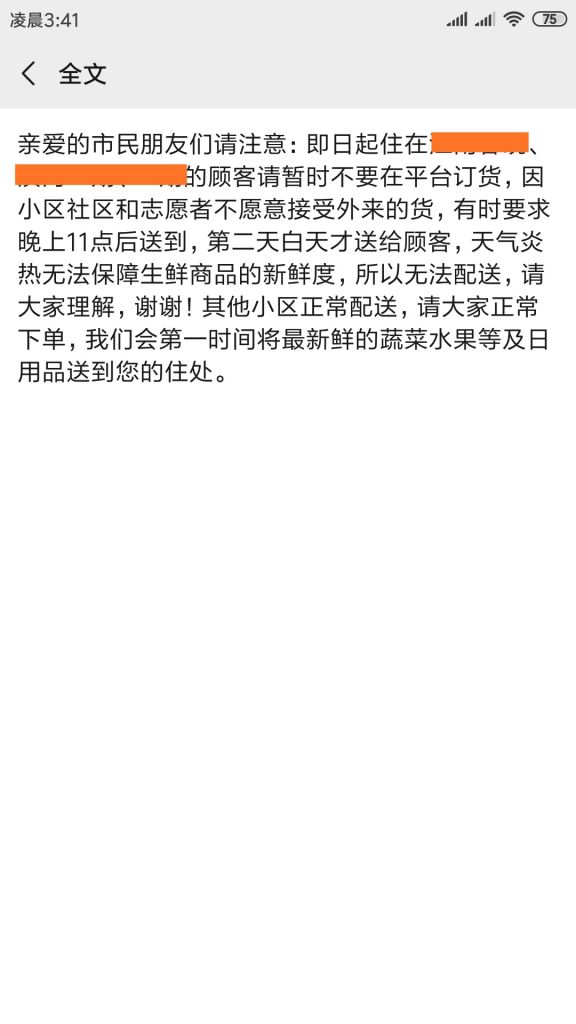 凌晨3:41
75
全文
亲爱的市民朋友们请注意：即日起住在、
的顾客请暂时不要在平台订货，因
小区社区和志愿者不愿意接受外来的货，有时要求
晚上11点后送到，第二天白天才送给顾客，天气炎
热无法保障生鲜商品的新鲜度，所以无法配送，请
大家理解，谢谢！其他小区正常配送，请大家正常
下单，我们会第一时间将最新鲜的蔬菜水果等及日
用品送到您的住处。